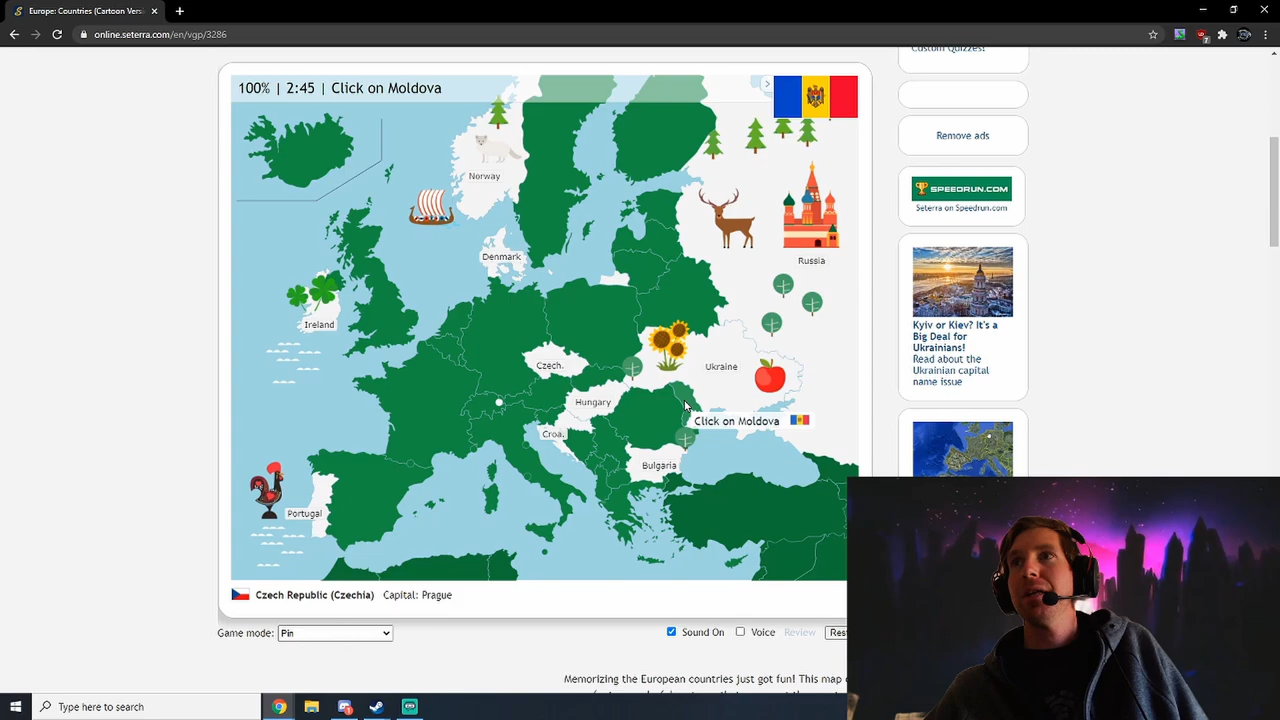 Europe: Countries (Cartoon Vers
online.seterra.com/en/vgp/3286
Custom Quizzes!
100% | 2:45 | Click on Moldova
Remove ads
SPEEDRUN.COM
Seterra on Speedrun.com
Norway
Denmark
Russia
Ireland
Kyiv or Kiev? It's a
Big Deal for
Ukrainians!
Read about the
Ukrainian capital
name issue
Czech.
Ukraine
Hungary
Click on Moldova
Croa.
Bulgaria
Portugal
Czech Republic (Czechia) Capital: Prague
Game mode: Pin
Sound On
Voice
Review
Res
Memorizing the European countries just got fun! This map
Type here to search